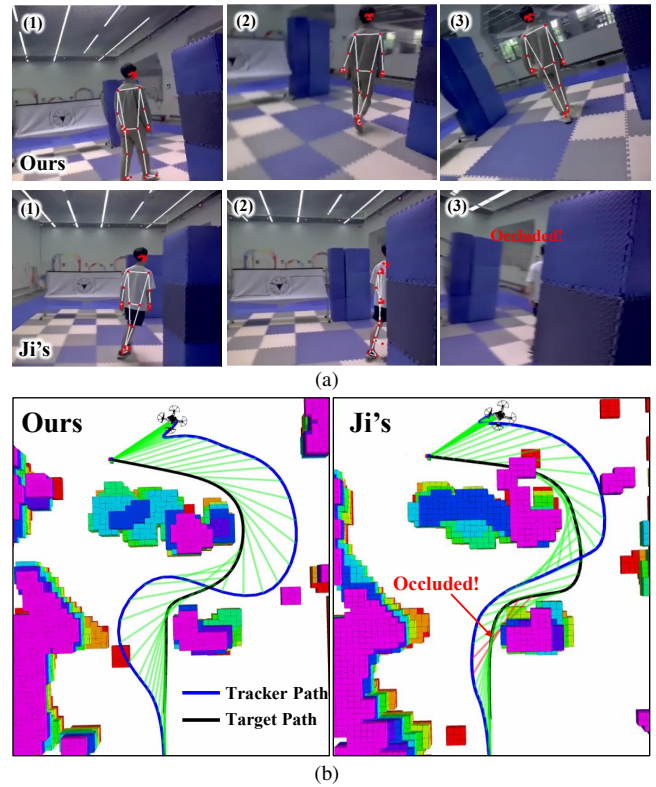 (1)
(2)
(3)
Ours
(1)
(2)
(3)
Occluded!
Ji's
(a)
Ours
Ji's
Occluded!
Tracker Path
Target Path
(b)